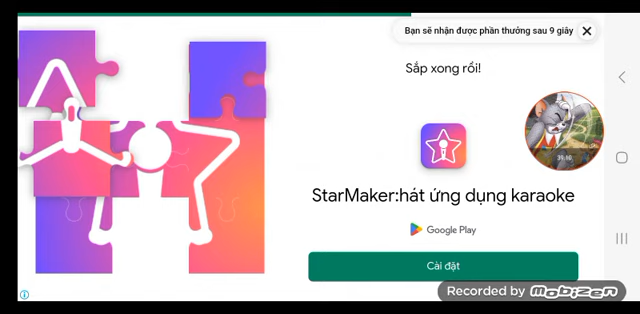 Bạn sẽ nhận được phần thưởng sau 9 giây
Sắp xong rồi!
StarMaker:hát ứng dụng karaoke
Google Play
Cài đặt
Recorded by Mobizen